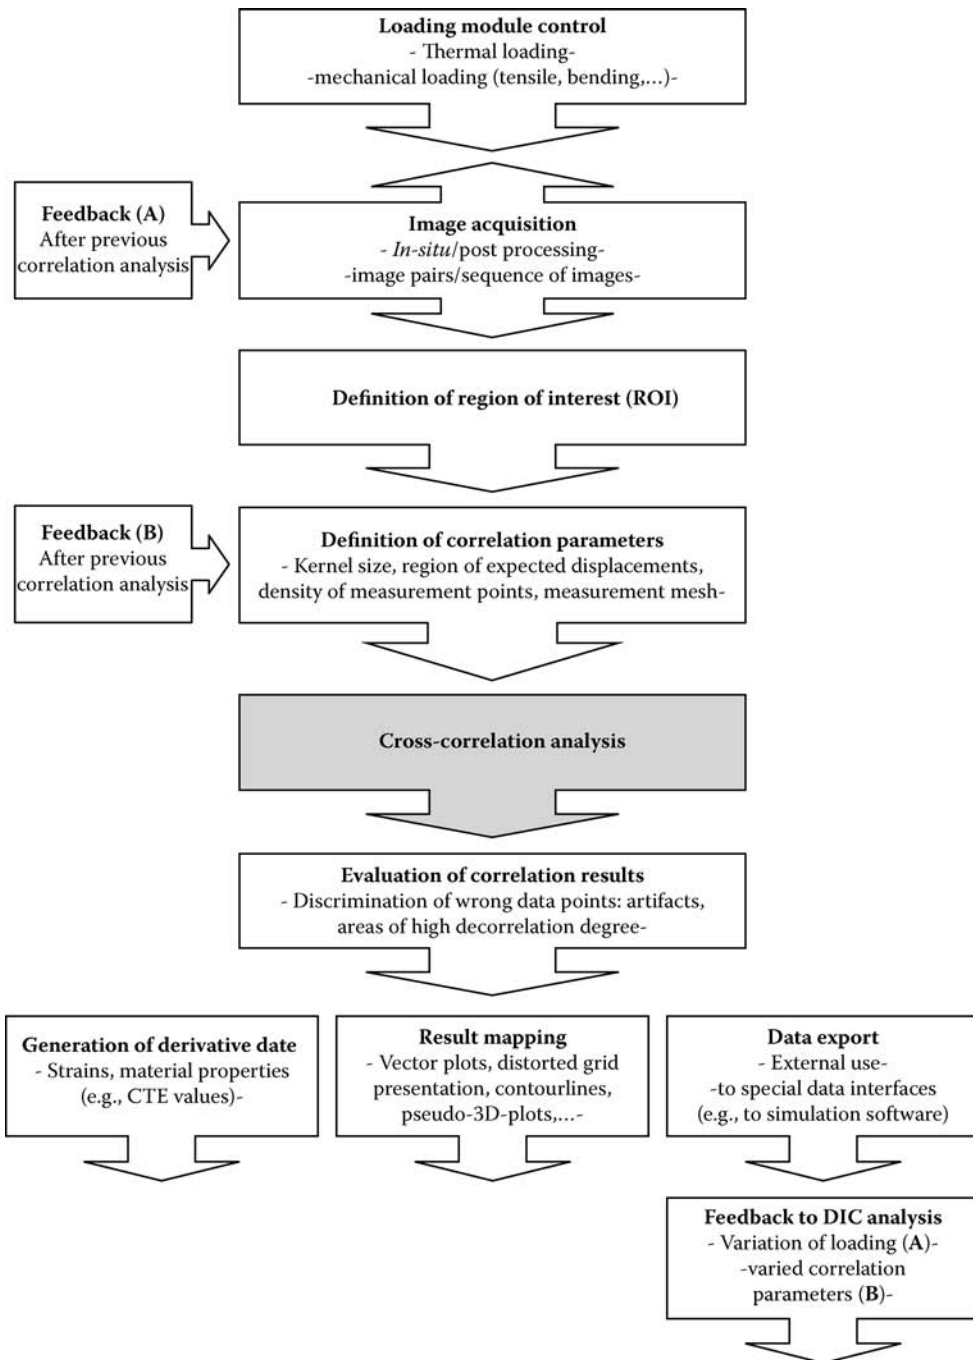 Loading module control
- Thermal loading-
-mechanical loading (tensile, bending,...)-
Feedback (A)
After previous
correlation analysis
Image acquisition
- In-situ/post processing-
-image pairs/sequence of images-
Definition of region of interest (ROI)
Feedback (B)
After previous
correlation analysis
Definition of correlation parameters
- Kernel size, region of expected displacements,
density of measurement points, measurement mesh-
Cross-correlation analysis
Evaluation of correlation results
- Discrimination of wrong data points: artifacts,
areas of high decorrelation degree-
Generation of derivative date
- Strains, material properties
(e.g., CTE values)-
Result mapping
- Vector plots, distorted grid
presentation, contourlines,
pseudo-3D-plots,...-
Data export
- External use-
-to special data interfaces
(e.g., to simulation software)
Feedback to DIC analysis
- Variation of loading (A)-
-varied correlation
parameters (B)-